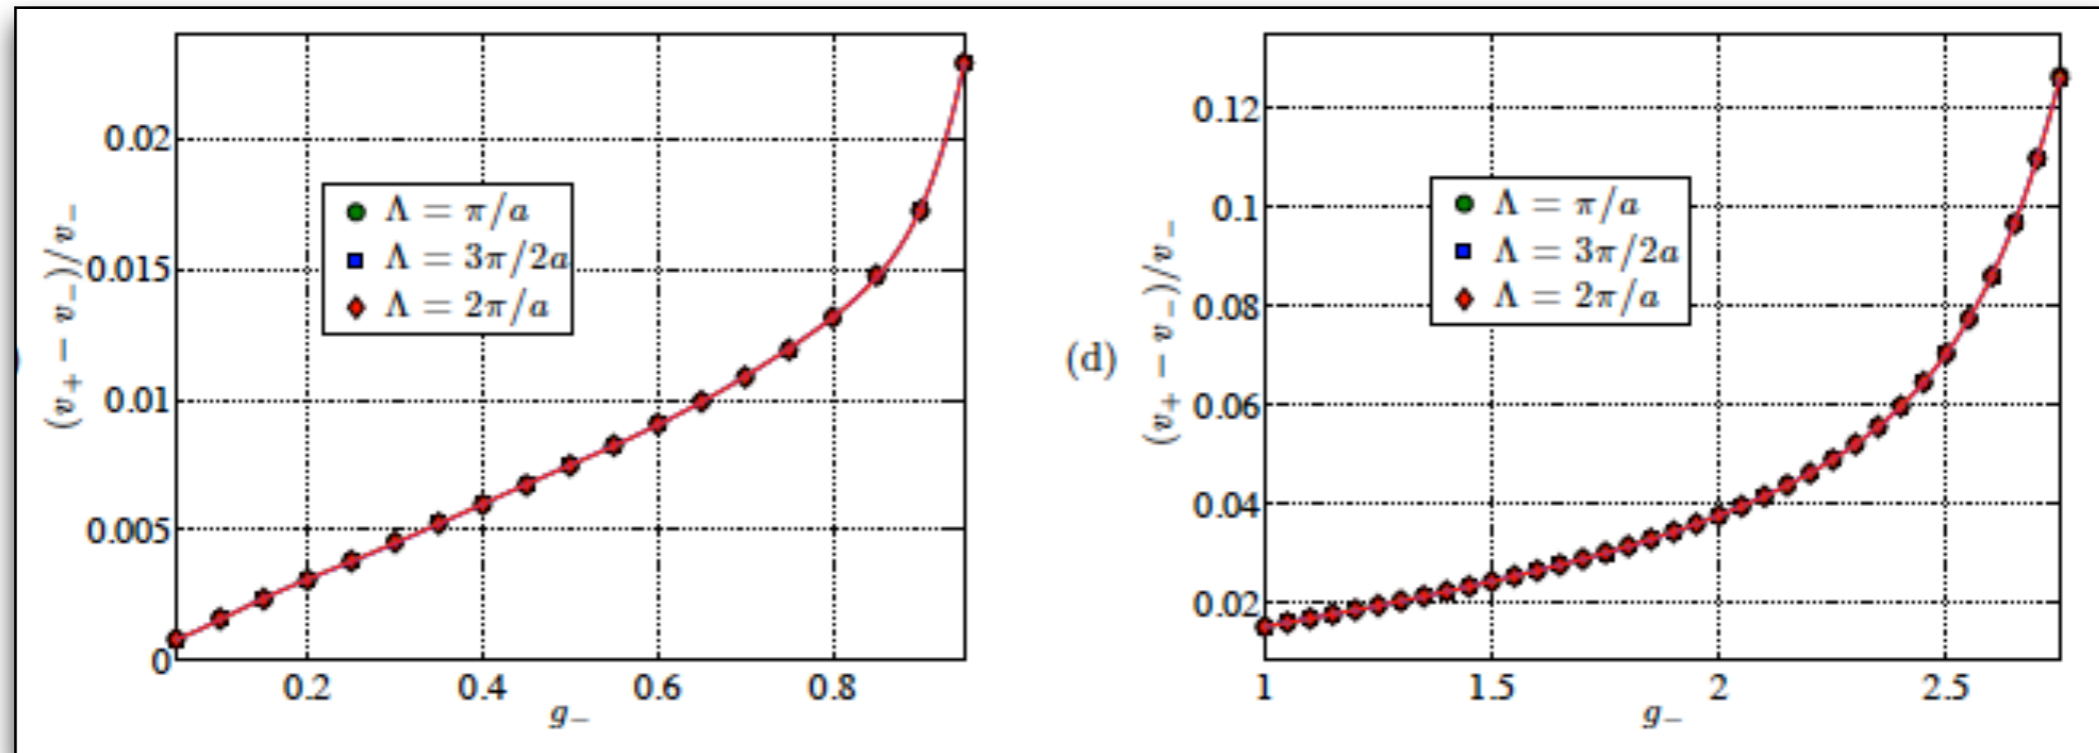 0.02
0.015
0.01
0.005
0
(v₊ − v₋)/v₋
Λ = π/a
Λ = 3π/2a
Λ = 2π/a
0.2 0.4 0.6 0.8
g₋
(d)
0.12
0.1
0.08
0.06
0.04
0.02
(v₊ − v₋)/v₋
Λ = π/a
Λ = 3π/2a
Λ = 2π/a
1 1.5 2 2.5
g₋